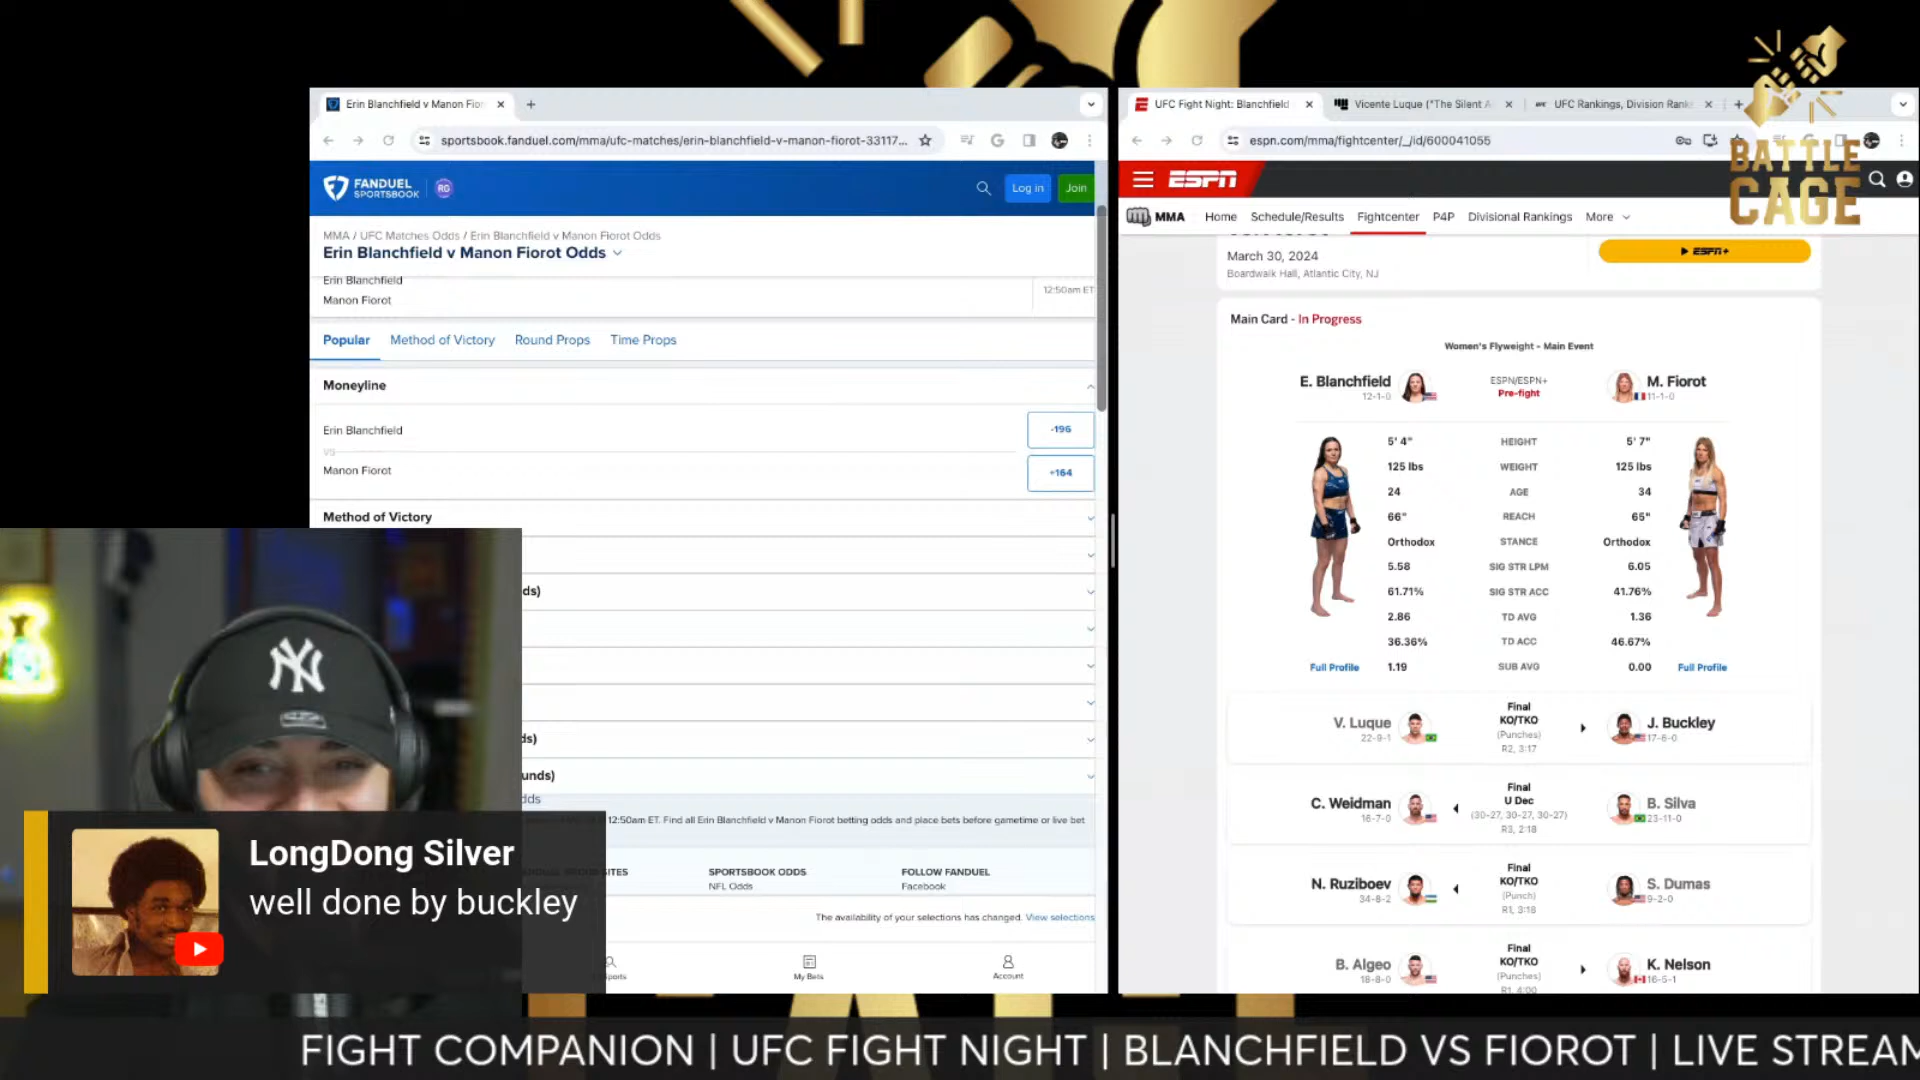 Erin Blanchfield v Manon Fior
sportsbook.fanduel.com/mma/ufc-matches/erin-blanchfield-v-manon-fiorot-33117...
FANDUEL
SPORTSBOOK
RG
Log in
Join
MMA / UFC Matches Odds / Erin Blanchfield v Manon Fiorot Odds
Erin Blanchfield v Manon Fiorot Odds
Erin Blanchfield
Manon Fiorot
12:50am ET
Popular
Method of Victory
Round Props
Time Props
Moneyline
Erin Blanchfield
-196
VS
Manon Fiorot
+164
Method of Victory
ds)
ds)
unds)
dds
12:50am ET. Find all Erin Blanchfield v Manon Fiorot betting odds and place bets before gametime or live bet
SITES
SPORTSBOOK ODDS
FOLLOW FANDUEL
NFL Odds
Facebook
The availability of your selections has changed. View selections
My Bets
Account
UFC Fight Night: Blanchfield
Vicente Luque ("The Silent A
UFC Rankings, Division Rank
espn.com/mma/fightcenter/_/id/600041055
ESPN
MMA
Home
Schedule/Results
Fightcenter
P4P
Divisional Rankings
More
BATTLE
CAGE
March 30, 2024
Boardwalk Hall, Atlantic City, NJ
ESPN+
Main Card - In Progress
Women's Flyweight - Main Event
E. Blanchfield
12-1-0
ESPN/ESPN+
Pre-fight
M. Fiorot
11-1-0
5' 4" HEIGHT 5' 7"
125 lbs WEIGHT 125 lbs
24 AGE 34
66" REACH 65"
Orthodox STANCE Orthodox
5.58 SIG STR LPM 6.05
61.71% SIG STR ACC 41.76%
2.86 TD AVG 1.36
36.36% TD ACC 46.67%
Full Profile 1.19 SUB AVG 0.00 Full Profile
V. Luque
22-9-1
Final
KO/TKO
(Punches)
R2, 3:17
J. Buckley
17-6-0
C. Weidman
16-7-0
Final
U Dec
(30-27, 30-27, 30-27)
R3, 2:18
B. Silva
23-11-0
N. Ruziboev
34-8-2
Final
KO/TKO
(Punch)
R1, 3:18
S. Dumas
9-2-0
B. Algeo
18-8-0
Final
KO/TKO
(Punches)
R1, 4:00
K. Nelson
16-5-1
NY
LongDong Silver
well done by buckley
FIGHT COMPANION | UFC FIGHT NIGHT | BLANCHFIELD VS FIOROT | LIVE STREAM